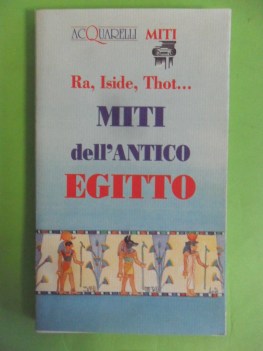 ACQUARELLI MITI
Ra, Iside, Thot...
MITI
dell'ANTICO
EGITTO